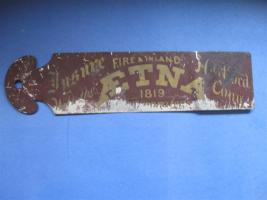 Insure
FIRE & INLAND
ÆTNA
1819
Hartford
Conn